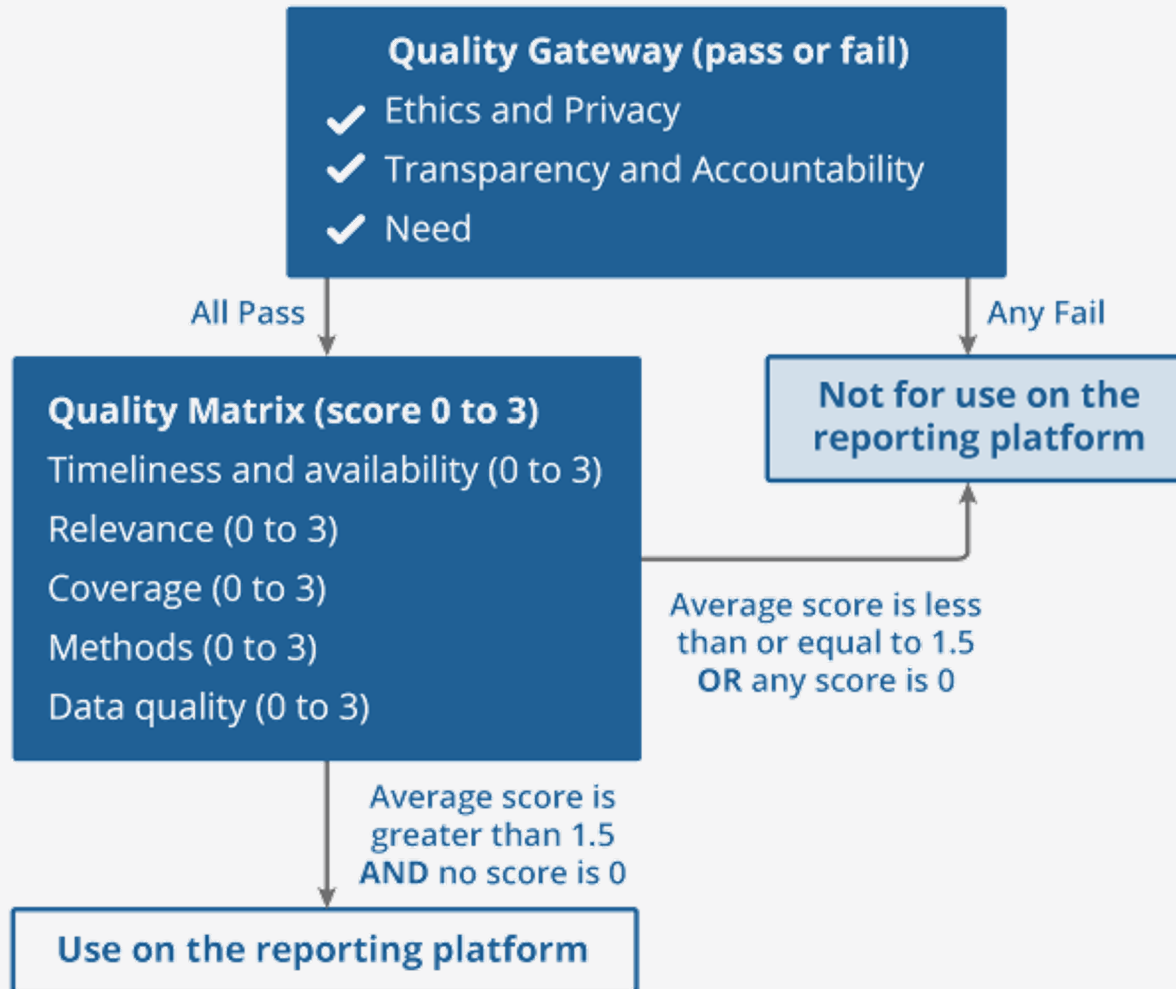 Quality Gateway (pass or fail)
Ethics and Privacy
Transparency and Accountability
Need
All Pass
Any Fail
Quality Matrix (score 0 to 3)
Timeliness and availability (0 to 3)
Relevance (0 to 3)
Coverage (0 to 3)
Methods (0 to 3)
Data quality (0 to 3)
Not for use on the
reporting platform
Average score is less
than or equal to 1.5
OR any score is 0
Average score is
greater than 1.5
AND no score is 0
Use on the reporting platform